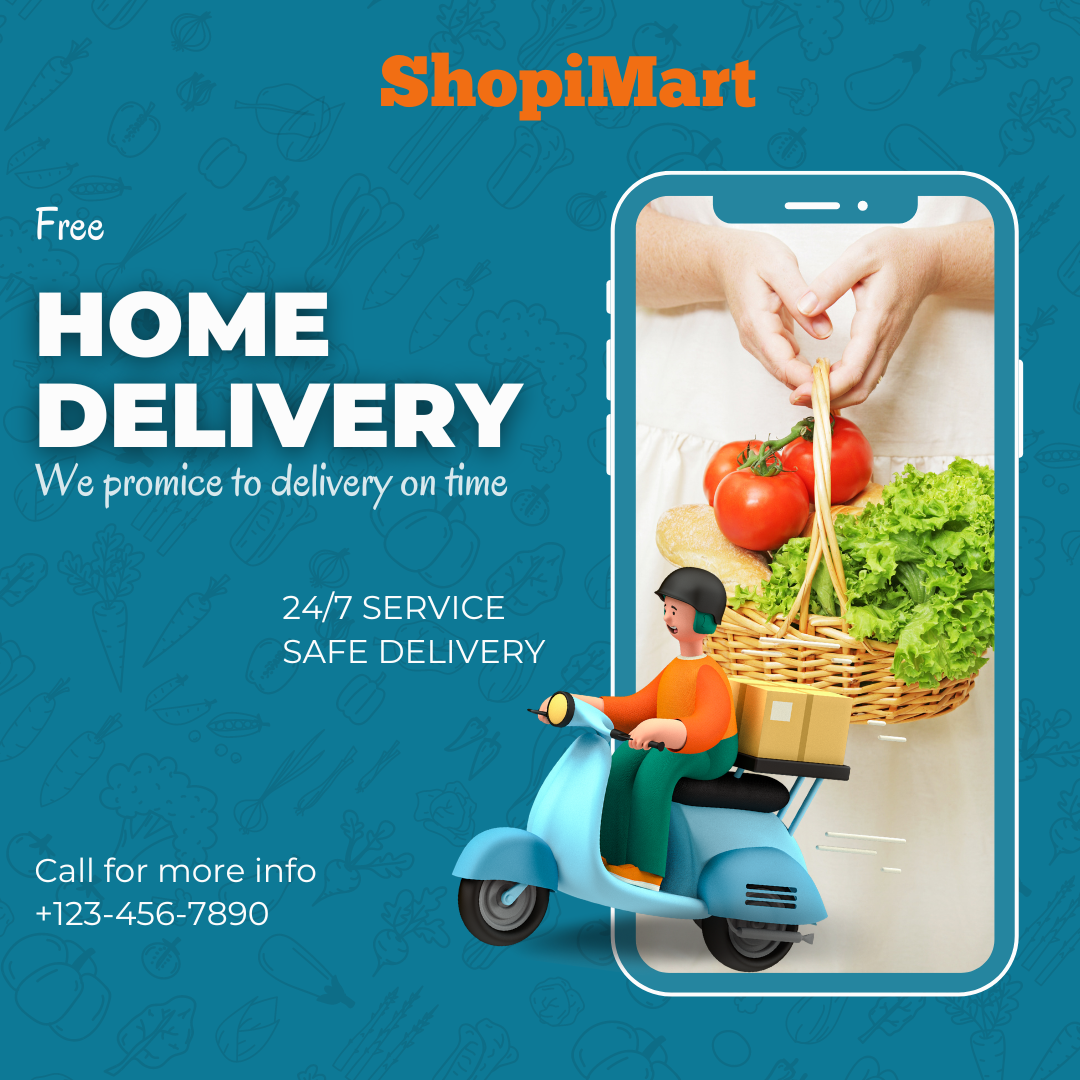 ShopiMart
Free
HOME
DELIVERY
We promice to delivery on time
24/7 SERVICE
SAFE DELIVERY
Call for more info
+123-456-7890